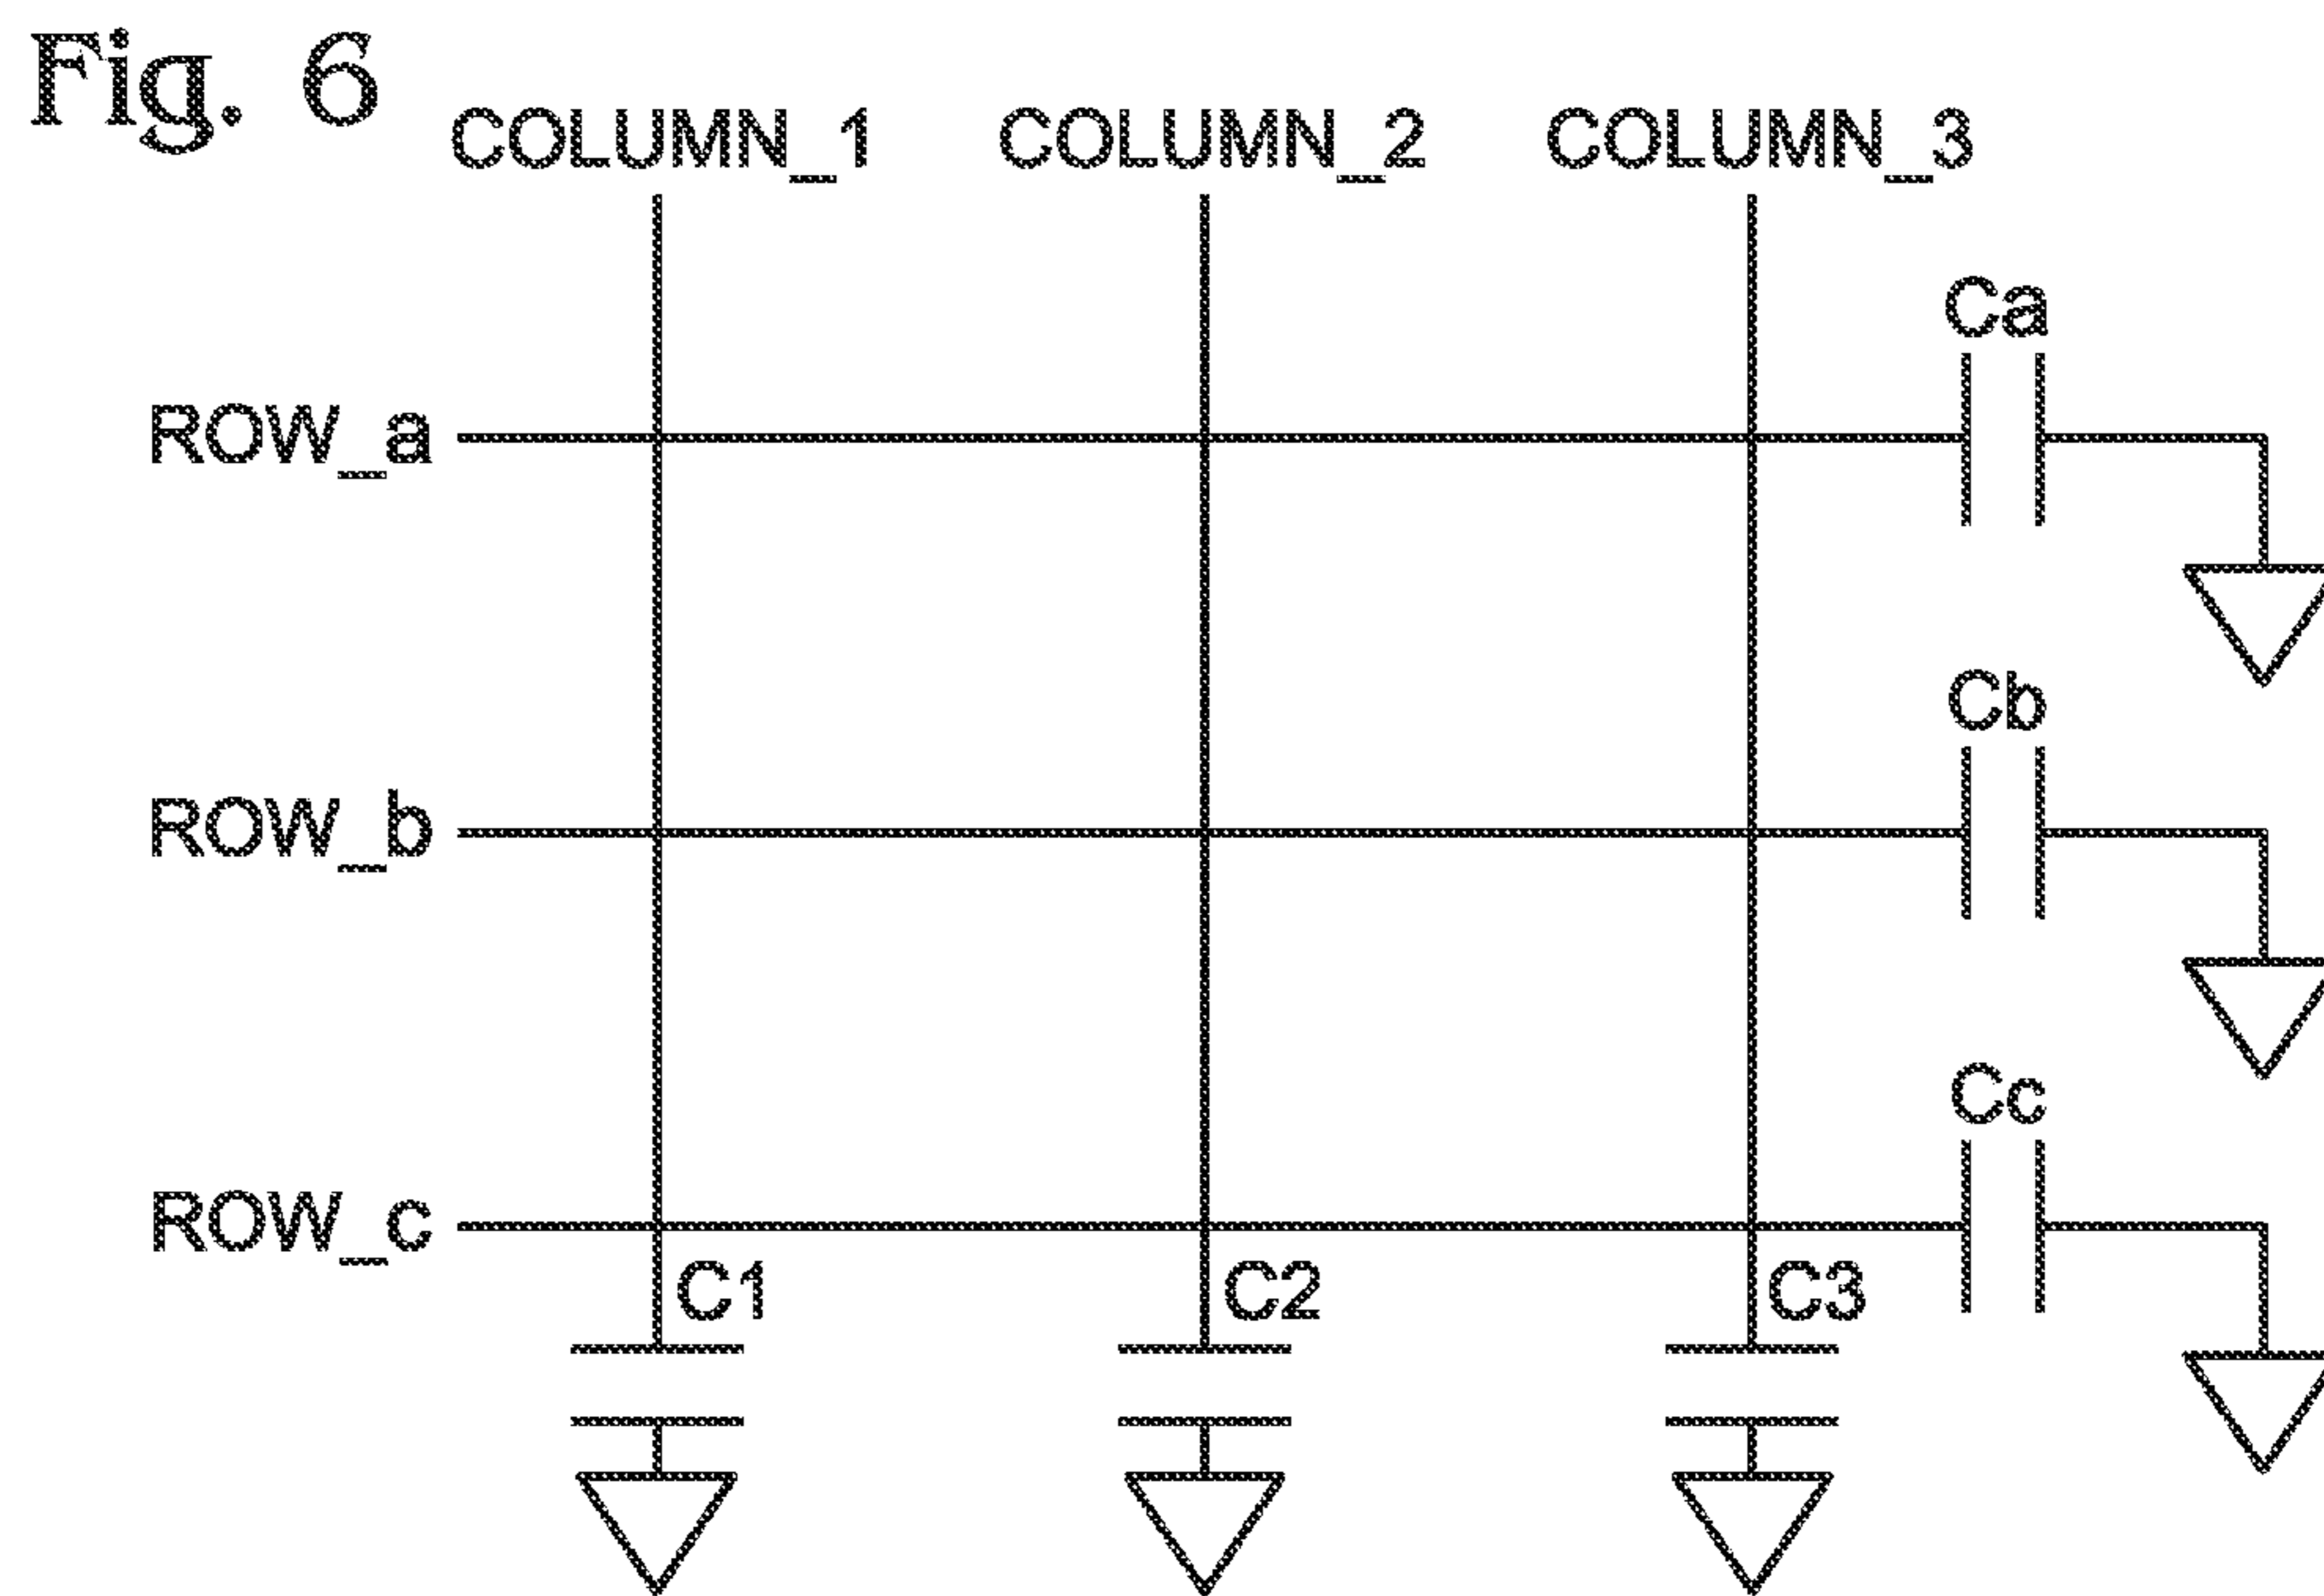 Fig. 6
COLUMN_1 COLUMN_2 COLUMN_3
Ca
ROW_a
Cb
ROW_b
Cc
ROW_c
C1 C2 C3